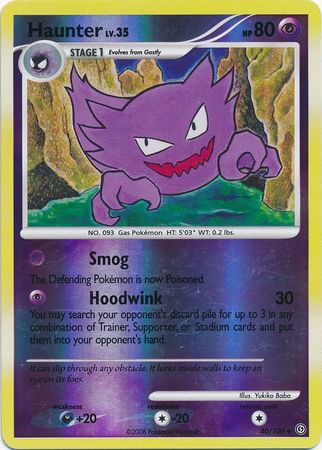 Haunter LV.35 HP 80
STAGE 1 Evolves from Gastly
NO. 093 Gas Pokémon HT: 5'03" WT: 0.2 lbs.
Smog
The Defending Pokémon is now Poisoned.
Hoodwink 30
You may search your opponent's discard pile for up to 3 in any
combination of Trainer, Supporter, or Stadium cards and put
them into your opponent's hand.
It can slip through any obstacle. It lurks inside walls to keep an
eye on its foes.
Illus. Yukiko Baba
weakness resistance retreat cost
+20 -20
©2008 Pokémon/Nintendo 40/100